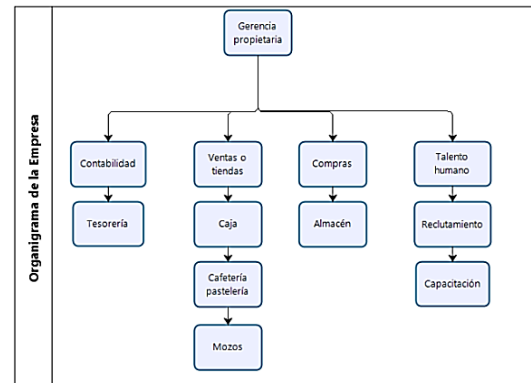 Organigrama de la Empresa
Gerencia
propietaria
Contabilidad
Ventas o
tiendas
Compras
Talento
humano
Tesorería
Caja
Almacén
Reclutamiento
Cafetería
pastelería
Capacitación
Mozos